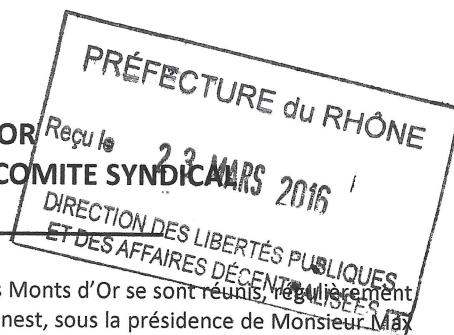 PRÉFECTURE du RHÔNE
OR
Reçu le
23 MARS 2016
COMITE SYNDICAL
DIRECTION DES LIBERTÉS PUBLIQUES
ET DES AFFAIRES DÉCENTRALISÉES
s Monts d'Or se sont réunis, régulièrement
nest, sous la présidence de Monsieur Max